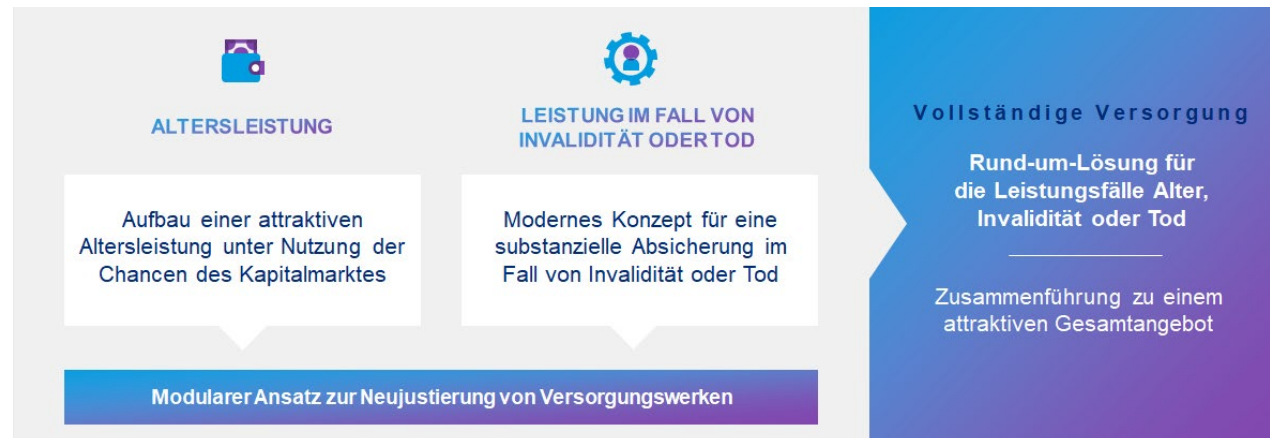 ALTERSLEISTUNG
Aufbau einer attraktiven
Altersleistung unter Nutzung der
Chancen des Kapitalmarktes
LEISTUNG IM FALL VON
INVALIDITÄT ODER TOD
Modernes Konzept für eine
substanzielle Absicherung im
Fall von Invalidität oder Tod
Modularer Ansatz zur Neujustierung von Versorgungswerken
Vollständige Versorgung
Rund-um-Lösung für
die Leistungsfälle Alter,
Invalidität oder Tod
Zusammenführung zu einem
attraktiven Gesamtangebot